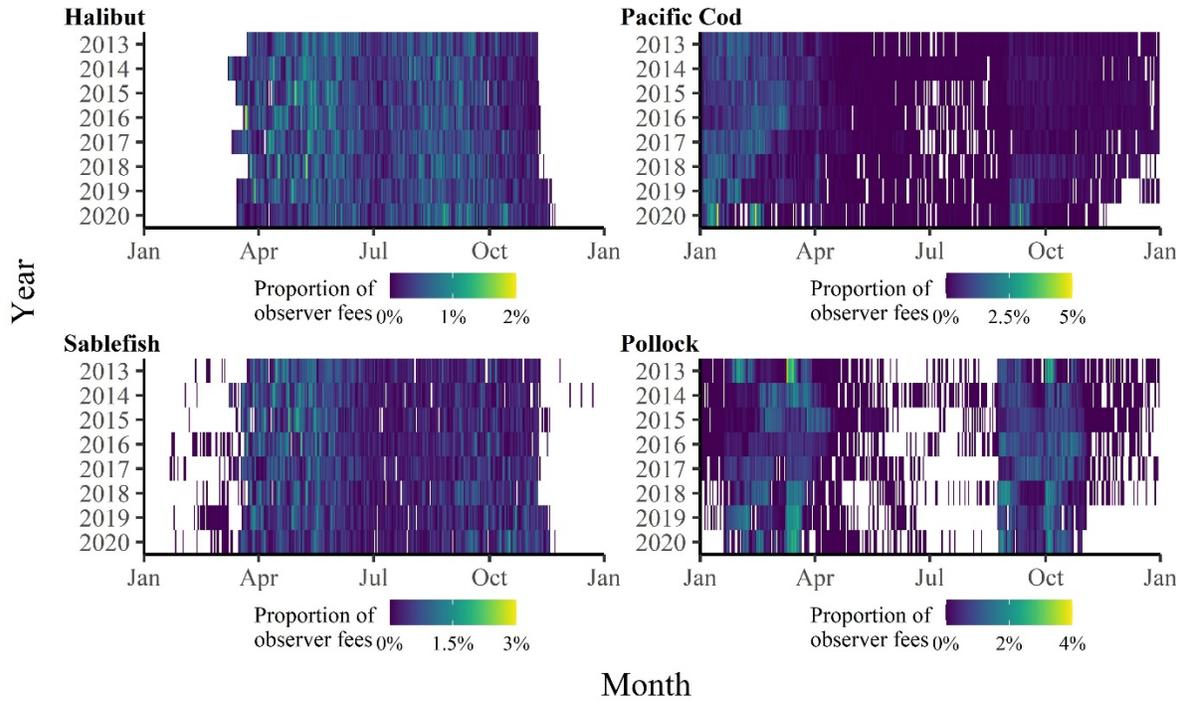 Halibut
Pacific Cod
2013
2014
2015
2016
2017
2018
2019
2020
2013
2014
2015
2016
2017
2018
2019
2020
Jan Apr Jul Oct Jan
Jan Apr Jul Oct Jan
Proportion of
observer fees 0% 1% 2%
Proportion of
observer fees 0% 2.5% 5%
Year
Sablefish
Pollock
2013
2014
2015
2016
2017
2018
2019
2020
2013
2014
2015
2016
2017
2018
2019
2020
Jan Apr Jul Oct Jan
Jan Apr Jul Oct Jan
Proportion of
observer fees 0% 1.5% 3%
Proportion of
observer fees 0% 2% 4%
Month